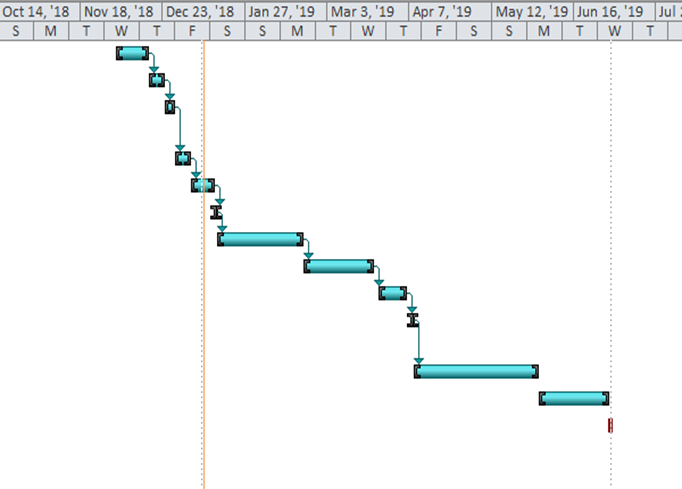 Oct 14, '18 Nov 18, '18 Dec 23, '18 Jan 27, '19 Mar 3, '19 Apr 7, '19 May 12, '19 Jun 16, '19 Jul
S M T W T F S S M T W T F S M W T